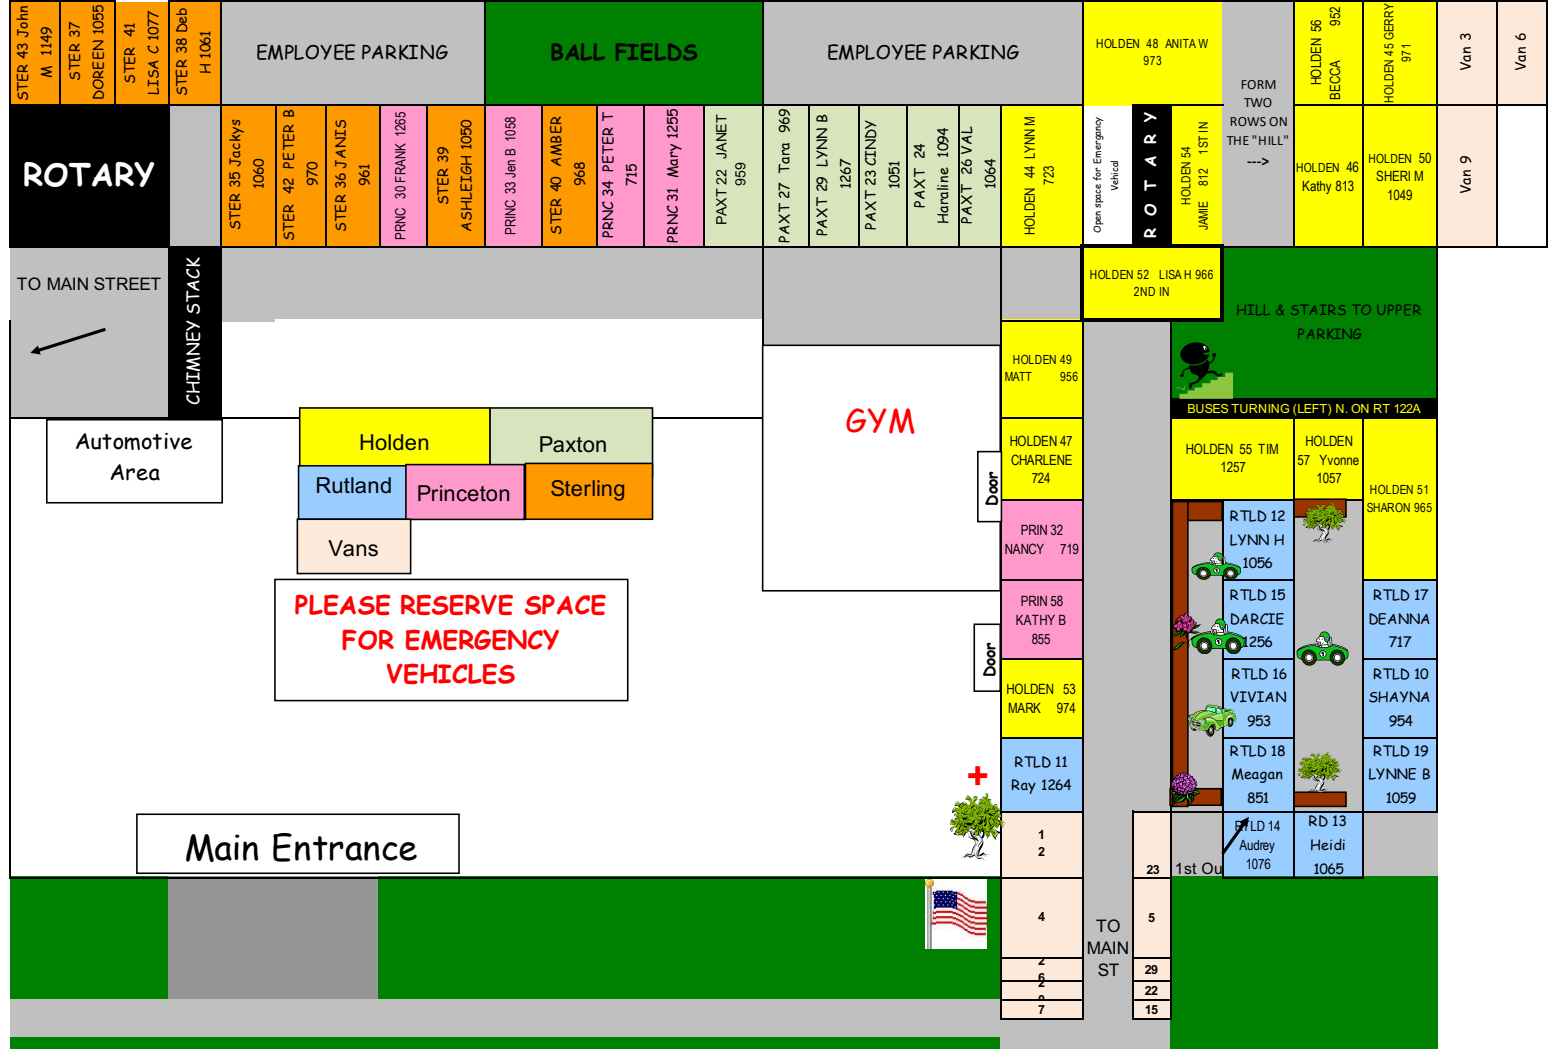 STER 43 John
M 1149
STER 37
DOREEN 1055
STER 41
LISA C 1077
STER 38 Deb
H 1061
EMPLOYEE PARKING
BALL FIELDS
EMPLOYEE PARKING
HOLDEN 48 ANITA W
973
FORM
TWO
ROWS ON
THE "HILL"
--->
HOLDEN 56
BECCA 952
HOLDEN 45 GERRY
971
Van 3
Van 6
ROTARY
STER 35 Jackys
1060
STER 42 PETER B
970
STER 36 JANIS
961
PRNC 30 FRANK 1265
STER 39
ASHLEIGH 1050
PRINC 33 Jen B 1058
STER 40 AMBER
968
PRNC 34 PETER T
715
PRNC 31 Mary 1255
PAXT 22 JANET
959
PAXT 27 Tara 969
PAXT 29 LYNN B
1267
PAXT 23 CINDY
1051
PAXT 24
Haraline 1094
PAXT 26 VAL
1064
HOLDEN 44 LYNN M
723
Open space for Emergancy
Vehical
ROTARY
HOLDEN 54
JAMIE 812 1ST IN
HOLDEN 46
Kathy 813
HOLDEN 50
SHERI M
1049
Van 9
TO MAIN STREET
CHIMNEY STACK
HOLDEN 52 LISA H 966
2ND IN
HILL & STAIRS TO UPPER
PARKING
HOLDEN 49
MATT 956
BUSES TURNING (LEFT) N. ON RT 122A
GYM
Automotive
Area
Holden
Paxton
Rutland
Princeton
Sterling
Vans
HOLDEN 47
CHARLENE
724
Door
HOLDEN 55 TIM
1257
HOLDEN
57 Yvonne
1057
HOLDEN 51
SHARON 965
PRIN 32
NANCY 719
RTLD 12
LYNN H
1056
PLEASE RESERVE SPACE
FOR EMERGENCY
VEHICLES
PRIN 58
KATHY B
855
RTLD 15
DARCIE
1256
RTLD 17
DEANNA
717
Door
HOLDEN 53
MARK 974
RTLD 16
VIVIAN
953
RTLD 10
SHAYNA
954
+
RTLD 11
Ray 1264
RTLD 18
Meagan
851
RTLD 19
LYNNE B
1059
Main Entrance
1
2
23
1st Ou
RTLD 14
Audrey
1076
RD 13
Heidi
1065
4
TO
MAIN
ST
5
2
6
29
2
22
7
15